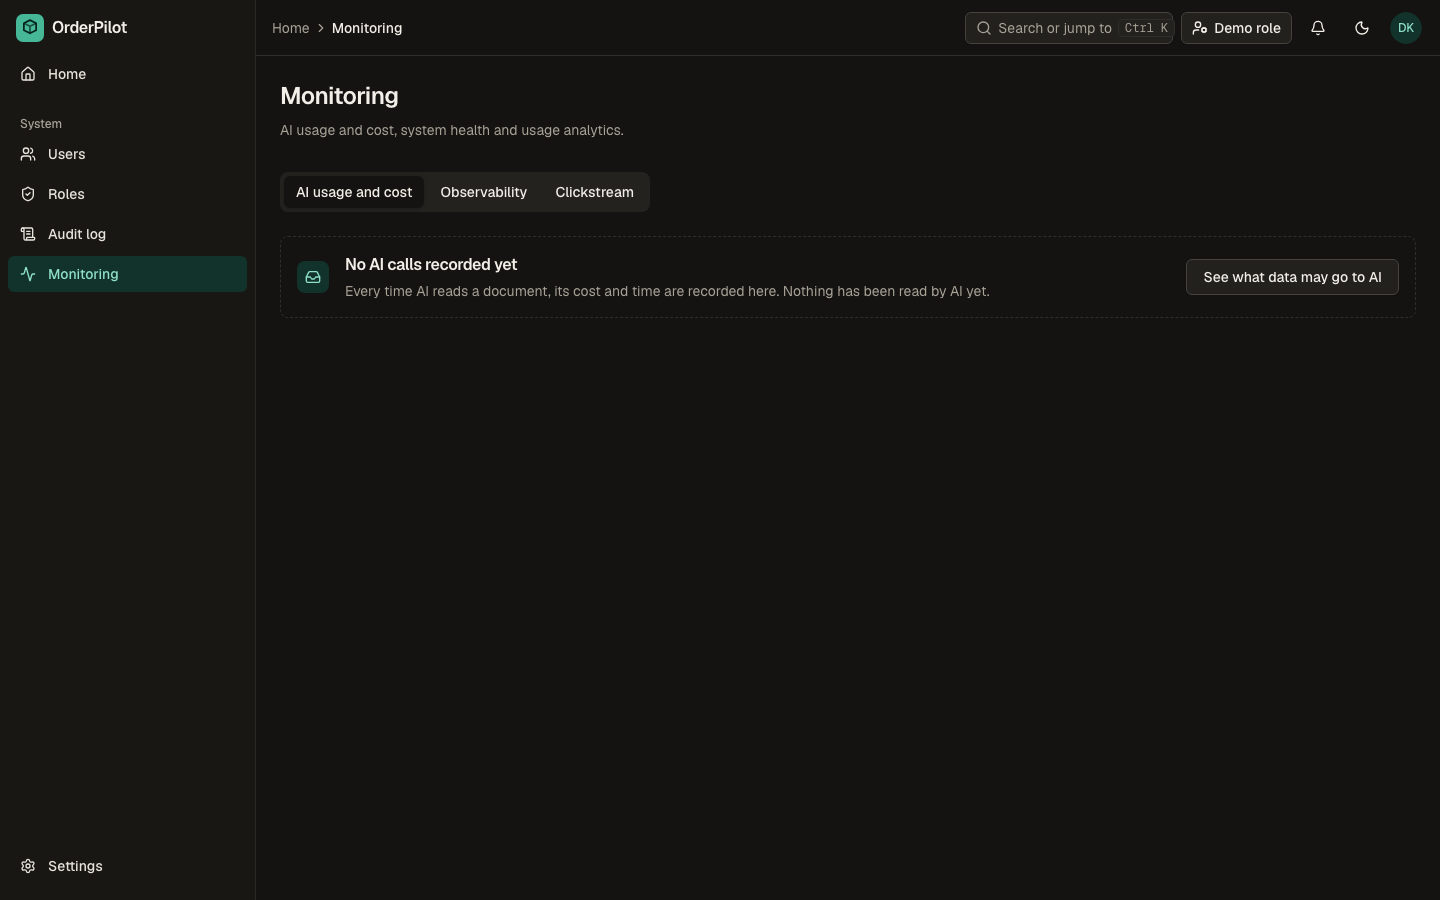 OrderPilot
Home
System
Users
Roles
Audit log
Monitoring
Settings
Home > Monitoring
Search or jump to Ctrl K
Demo role
DK
Monitoring
AI usage and cost, system health and usage analytics.
AI usage and cost
Observability
Clickstream
No AI calls recorded yet
Every time AI reads a document, its cost and time are recorded here. Nothing has been read by AI yet.
See what data may go to AI